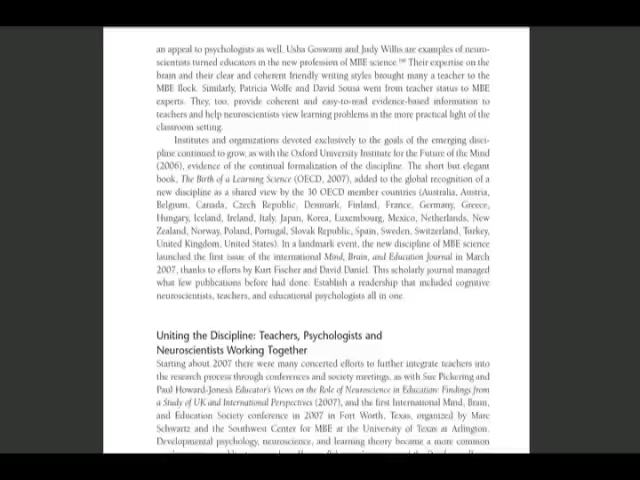 an appeal to psychologists as well. Usha Goswami and Judy Willis are examples of neuro-
scientists turned educators in the new profession of MBE science Their expertise on the
brain and their clear and coherent friendly writing styles brought many a teacher to the
MBE flock. Similarly, Patricia Wolfe and David Sousa went from teacher status to MBE
experts. They, too, provide coherent and easy-to-read evidence-based information to
teachers and help neuroscientists view learning problems in the more practical light of the
classroom setting.
Institutes and organizations devoted exclusively to the goals of the emerging disci-
pline continued to grow, as with the Oxford University Institute for the Future of the Mind
(2006), evidence of the continual formalization of the discipline. The short but elegant
book, The Birth of a Learning Science (OECD, 2007), added to the global recognition of a
new discipline as a shared view by the 30 OECD member countries (Australia, Austria,
Belgium, Canada, Czech Republic, Denmark, Finland, France, Germany, Greece,
Hungary, Iceland, Ireland, Italy, Japan, Korea, Luxembourg, Mexico, Netherlands, New
Zealand, Norway, Poland, Portugal, Slovak Republic, Spain, Sweden, Switzerland, Turkey,
United Kingdom, United States). In a landmark event, the new discipline of MBE science
launched the first issue of the international Mind, Brain, and Education Journal in March
2007, thanks to efforts by Kurt Fischer and David Daniel. This scholarly journal managed
what few publications before had done. Establish a readership that included cognitive
neuroscientists, teachers, and educational psychologists all in one.
Uniting the Discipline: Teachers, Psychologists and
Neuroscientists Working Together
Starting about 2007 there were many concerted efforts to further integrate teachers into
the research process through conferences and society meetings, as with Sue Pickering and
Paul Howard-Jones's Educator's Views on the Role of Neuroscience in Education: Findings from
a Study of UK and International Perspectives (2007), and the first International Mind, Brain,
and Education Society conference in 2007 in Fort Worth, Texas, organized by Marc
Schwartz and the Southwest Center for MBE at the University of Texas at Arlington.
Developmental psychology, neuroscience, and learning theory became a more common